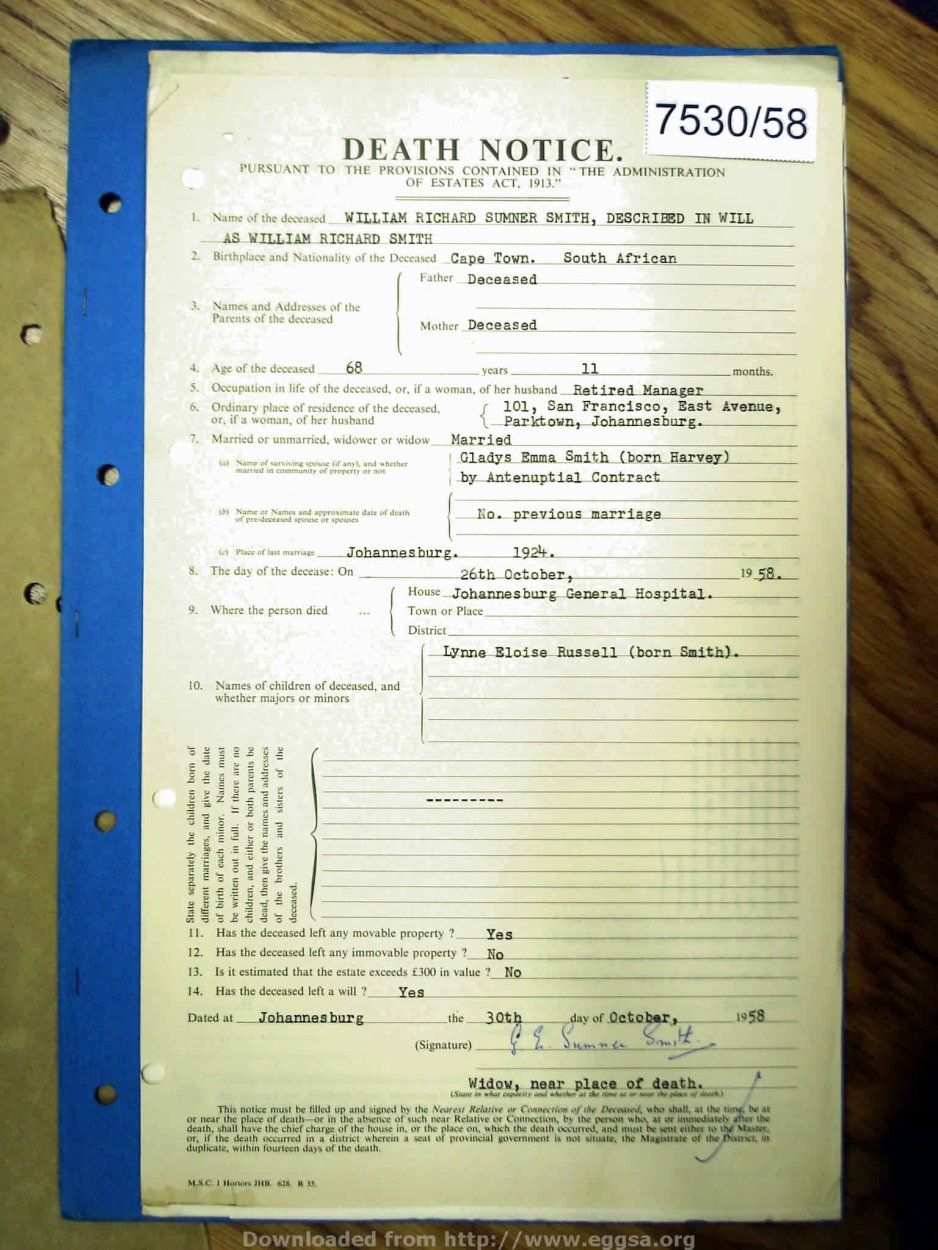 7530/58
DEATH NOTICE.
PURSUANT TO THE PROVISIONS CONTAINED IN "THE ADMINISTRATION
OF ESTATES ACT, 1913."
1. Name of the deceased WILLIAM RICHARD SUMNER SMITH, DESCRIBED IN WILL
AS WILLIAM RICHARD SMITH
2. Birthplace and Nationality of the Deceased Cape Town. South African
Father Deceased
3. Names and Addresses of the
Parents of the deceased
Mother Deceased
4. Age of the deceased 68 years 11 months.
5. Occupation in life of the deceased, or, if a woman, of her husband Retired Manager
6. Ordinary place of residence of the deceased, 101, San Francisco, East Avenue,
or, if a woman, of her husband Parktown, Johannesburg.
7. Married or unmarried, widower or widow Married
(a) Name of surviving spouse (if any), and whether Gladys Emma Smith (born Harvey)
married in community of property or not by Antenuptial Contract
(b) Name or Names and approximate date of death No. previous marriage
of pre-deceased spouse or spouses
(c) Place of last marriage Johannesburg. 1924.
8. The day of the decease: On 26th October, 19 58.
House Johannesburg General Hospital.
9. Where the person died ... Town or Place
District
Lynne Eloise Russell (born Smith).
10. Names of children of deceased, and
whether majors or minors
State separately the children born of
different marriages, and give the date
of birth of each minor. Names must
be written out in full. If there are no
children, and either or both parents be
dead, then give the names and addresses
of the brothers and sisters of the
deceased.
---------
11. Has the deceased left any movable property ? Yes
12. Has the deceased left any immovable property ? No
13. Is it estimated that the estate exceeds £300 in value ? No
14. Has the deceased left a will ? Yes
Dated at Johannesburg the 30th day of October, 1958
(Signature) G. E. Sumner Smith.
Widow, near place of death.
(State in what capacity and whether at the time at or near the place of death.)
This notice must be filled up and signed by the Nearest Relative or Connection of the Deceased, who shall, at the time, be at
or near the place of death—or in the absence of such near Relative or Connection, by the person who, at or immediately after the
death, shall have the chief charge of the house in, or the place on, which the death occurred, and must be sent either to the Master,
or, if the death occurred in a district wherein a seat of provincial government is not situate, the Magistrate of the District, in
duplicate, within fourteen days of the death.
M.S.C. 1 Hortors JHB. 628. R 35.
Downloaded from http://www.eggsa.org